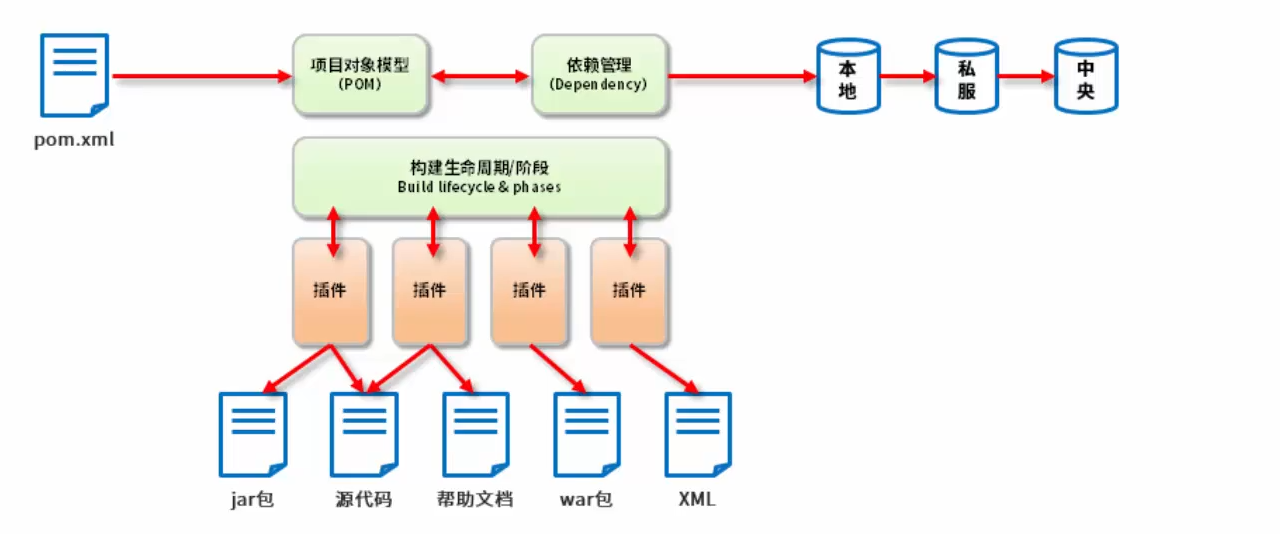 项目对象模型
（POM）
依赖管理
（Dependency）
本
地
私
服
中
央
pom.xml
构建生命周期/阶段
Build lifecycle & phases
插件
插件
插件
插件
jar包
源代码
帮助文档
war包
XML